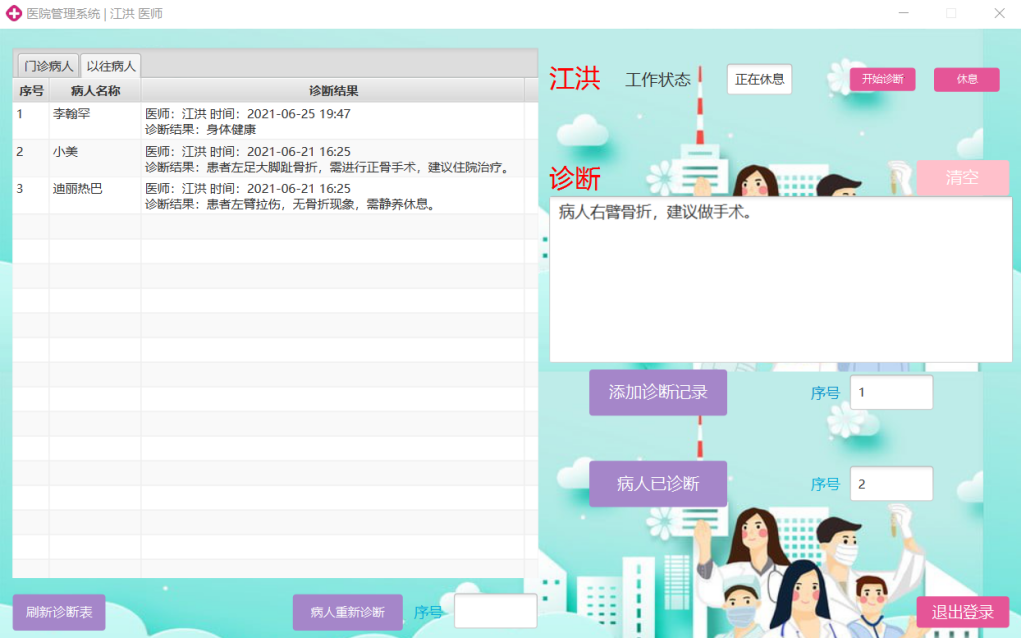 医院管理系统 | 江洪 医师
门诊病人 以往病人
序号 病人名称 诊断结果
1 李翰罕 医师：江洪 时间：2021-06-25 19:47
诊断结果：身体健康
2 小美 医师：江洪 时间：2021-06-21 16:25
诊断结果：患者左足大脚趾骨折，需进行正骨手术，建议住院治疗。
3 迪丽热巴 医师：江洪 时间：2021-06-21 16:25
诊断结果：患者左臂拉伤，无骨折现象，需静养休息。
刷新诊断表 病人重新诊断 序号
江洪 工作状态 正在休息 开始诊断 休息
诊断 清空
病人右臂骨折，建议做手术。
添加诊断记录 序号 1
病人已诊断 序号 2
退出登录